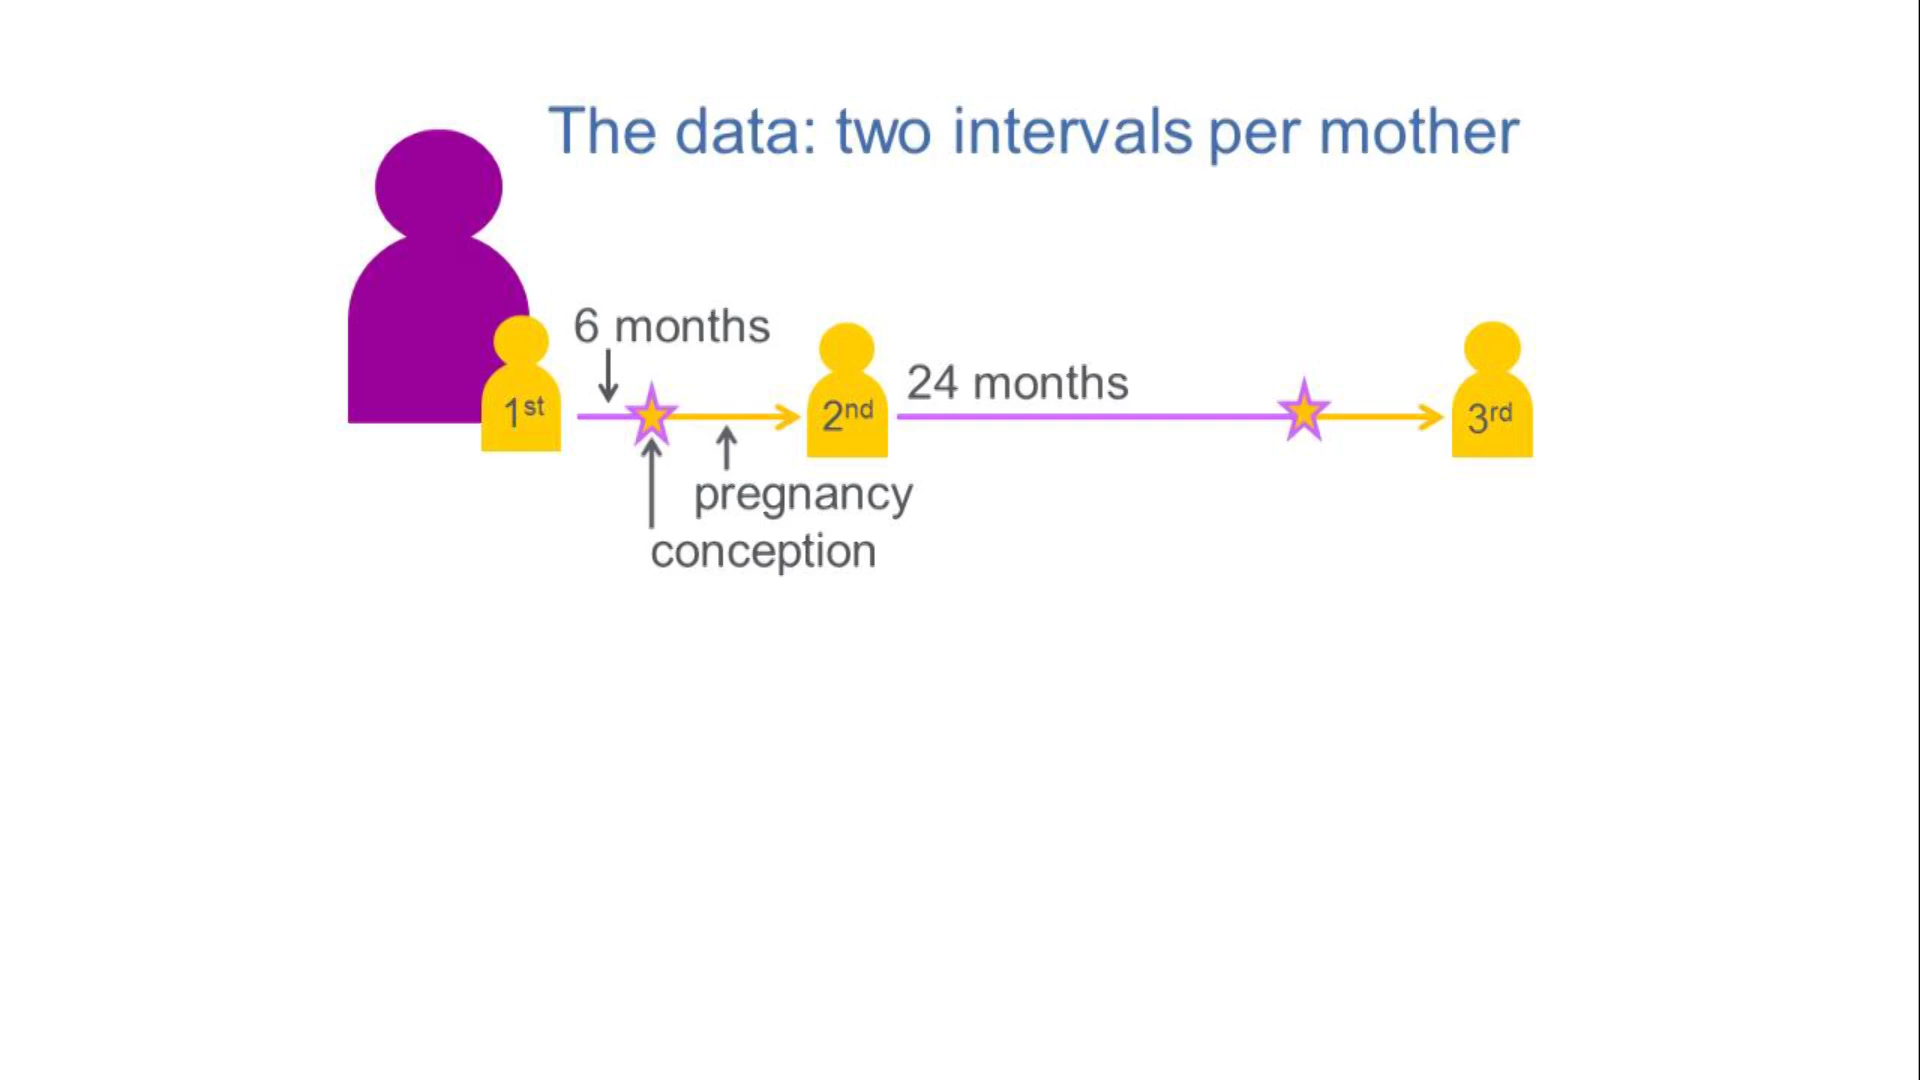 The data: two intervals per mother
6 months
24 months
1st
2nd
3rd
pregnancy
conception